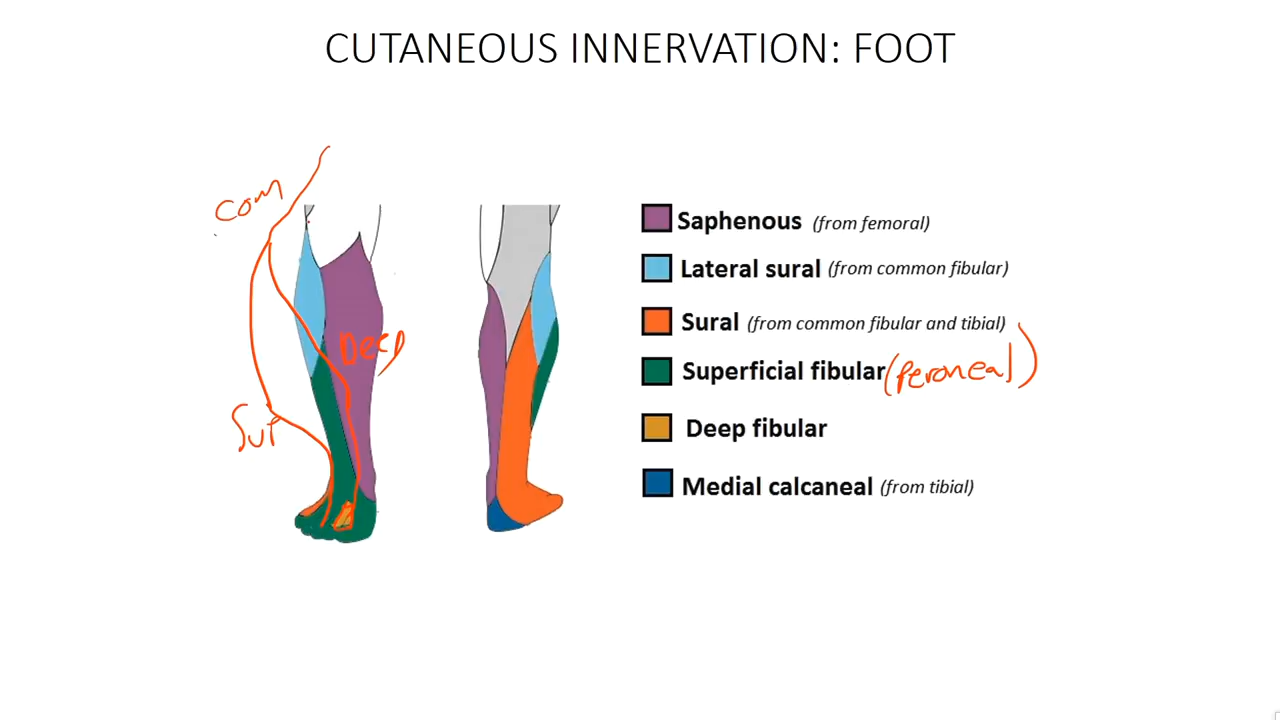 CUTANEOUS INNERVATION: FOOT
com
Saphenous (from femoral)
Lateral sural (from common fibular)
Sural (from common fibular and tibial)
Deep
Superficial fibular (Peroneal)
Sup
Deep fibular
Medial calcaneal (from tibial)